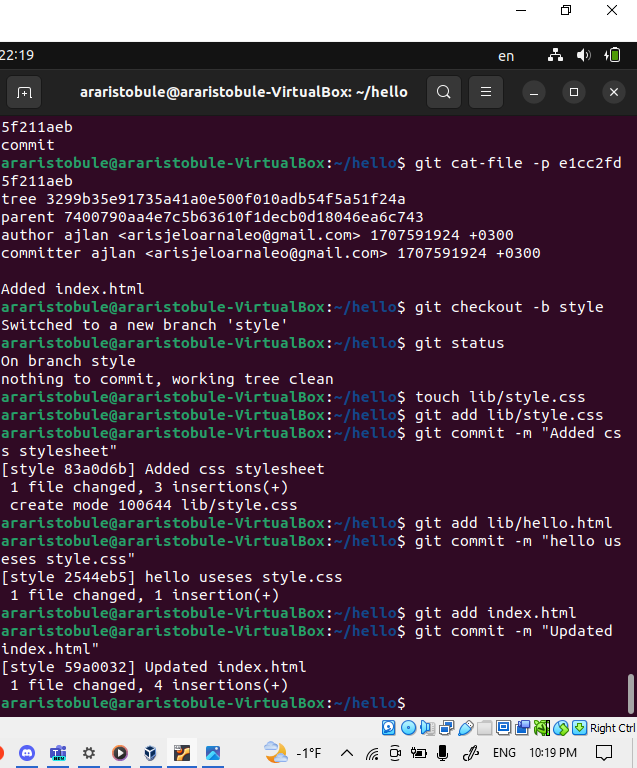 22:19
en
araristobule@araristobule-VirtualBox: ~/hello
5f211aeb
commit
araristobule@araristobule-VirtualBox:~/hello$ git cat-file -p e1cc2fd
5f211aeb
tree 3299b35e91735a41a0e500f010adb54f5a51f24a
parent 7400790aa4e7c5b63610f1decb0d18046ea6c743
author ajlan <arisjeloarnaleo@gmail.com> 1707591924 +0300
committer ajlan <arisjeloarnaleo@gmail.com> 1707591924 +0300
Added index.html
araristobule@araristobule-VirtualBox:~/hello$ git checkout -b style
Switched to a new branch 'style'
araristobule@araristobule-VirtualBox:~/hello$ git status
On branch style
nothing to commit, working tree clean
araristobule@araristobule-VirtualBox:~/hello$ touch lib/style.css
araristobule@araristobule-VirtualBox:~/hello$ git add lib/style.css
araristobule@araristobule-VirtualBox:~/hello$ git commit -m "Added cs
s stylesheet"
[style 83a0d6b] Added css stylesheet
1 file changed, 3 insertions(+)
create mode 100644 lib/style.css
araristobule@araristobule-VirtualBox:~/hello$ git add lib/hello.html
araristobule@araristobule-VirtualBox:~/hello$ git commit -m "hello us
eses style.css"
[style 2544eb5] hello useses style.css
1 file changed, 1 insertion(+)
araristobule@araristobule-VirtualBox:~/hello$ git add index.html
araristobule@araristobule-VirtualBox:~/hello$ git commit -m "Updated
index.html"
[style 59a0032] Updated index.html
1 file changed, 4 insertions(+)
araristobule@araristobule-VirtualBox:~/hello$
Right Ctrl
-1°F
ENG
10:19 PM